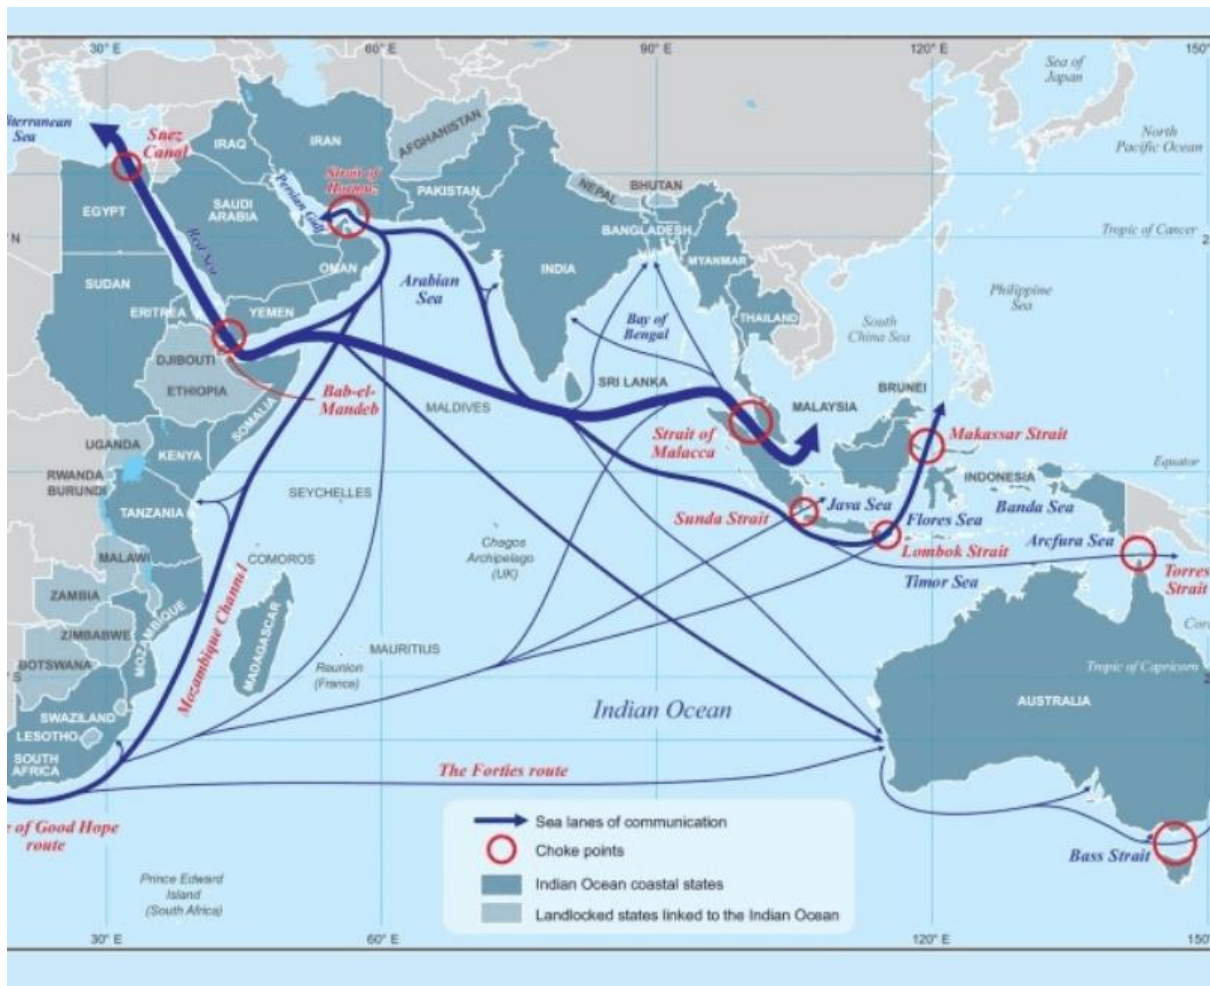 30° E
60° E
90° E
120° E
150°
Sea of
Japan
iterranean
Sea
Suez
Canal
IRAQ
IRAN
AFGHANISTAN
North
Pacific Ocean
Strait of
Hormuz
Persian Gulf
PAKISTAN
NEPAL
BHUTAN
EGYPT
SAUDI
ARABIA
BANGLADESH
Tropic of Cancer
N
2
Red Sea
OMAN
INDIA
MYANMAR
SUDAN
Arabian
Sea
Philippine
Sea
ERITREA
YEMEN
Bay of
Bengal
THAILAND
South
China Sea
DJIBOUTI
ETHIOPIA
Bab-el-
Mandeb
SRI LANKA
BRUNEI
MALDIVES
MALAYSIA
SOMALIA
UGANDA
KENYA
Strait of
Malacca
Makassar Strait
RWANDA
BURUNDI
Equator
INDONESIA
SEYCHELLES
TANZANIA
Java Sea
Banda Sea
Sunda Strait
Flores Sea
Chagos
Archipelago
(UK)
Arcfura Sea
MALAWI
COMOROS
Lombok Strait
Timor Sea
Torres
Strait
ZAMBIA
MOZAMBIQUE
Mozambique Channel
ZIMBABWE
MADAGASCAR
Cor
BOTSWANA
MAURITIUS
Reunion
(France)
Tropic of Capricorn
S
SWAZILAND
Indian Ocean
AUSTRALIA
LESOTHO
SOUTH
AFRICA
The Forties route
e of Good Hope
route
Sea lanes of communication
Choke points
Bass Strait
Indian Ocean coastal states
Landlocked states linked to the Indian Ocean
Prince Edward
Island
(South Africa)
30° E
60° E
120° E
150